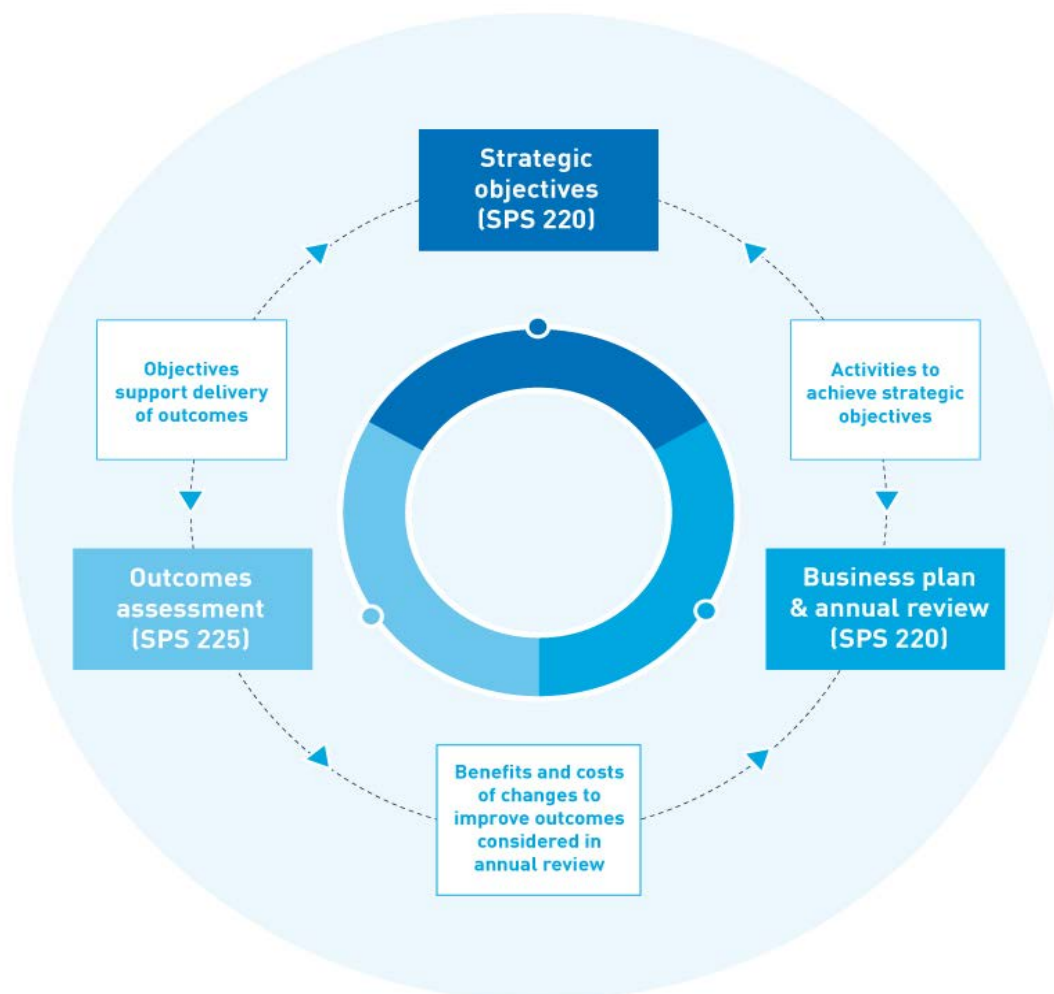 Strategic
objectives
(SPS 220)
Objectives
support delivery
of outcomes
Activities to
achieve strategic
objectives
Outcomes
assessment
(SPS 225)
Business plan
& annual review
(SPS 220)
Benefits and costs
of changes to
improve outcomes
considered in
annual review